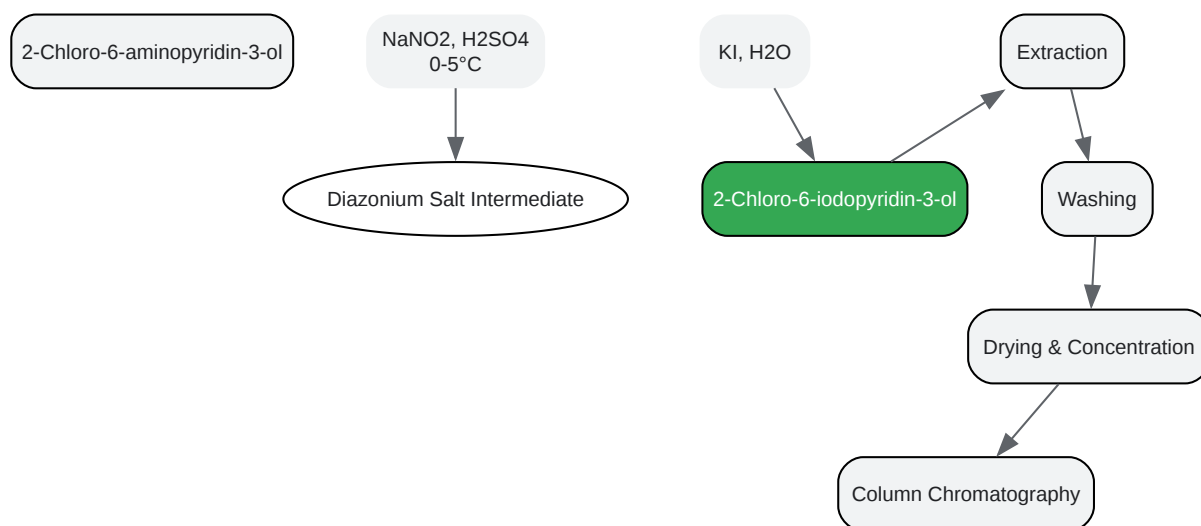 2-Chloro-6-aminopyridin-3-ol
NaNO2, H2SO4
0-5°C
KI, H2O
Extraction
Diazonium Salt Intermediate
2-Chloro-6-iodopyridin-3-ol
Washing
Drying & Concentration
Column Chromatography